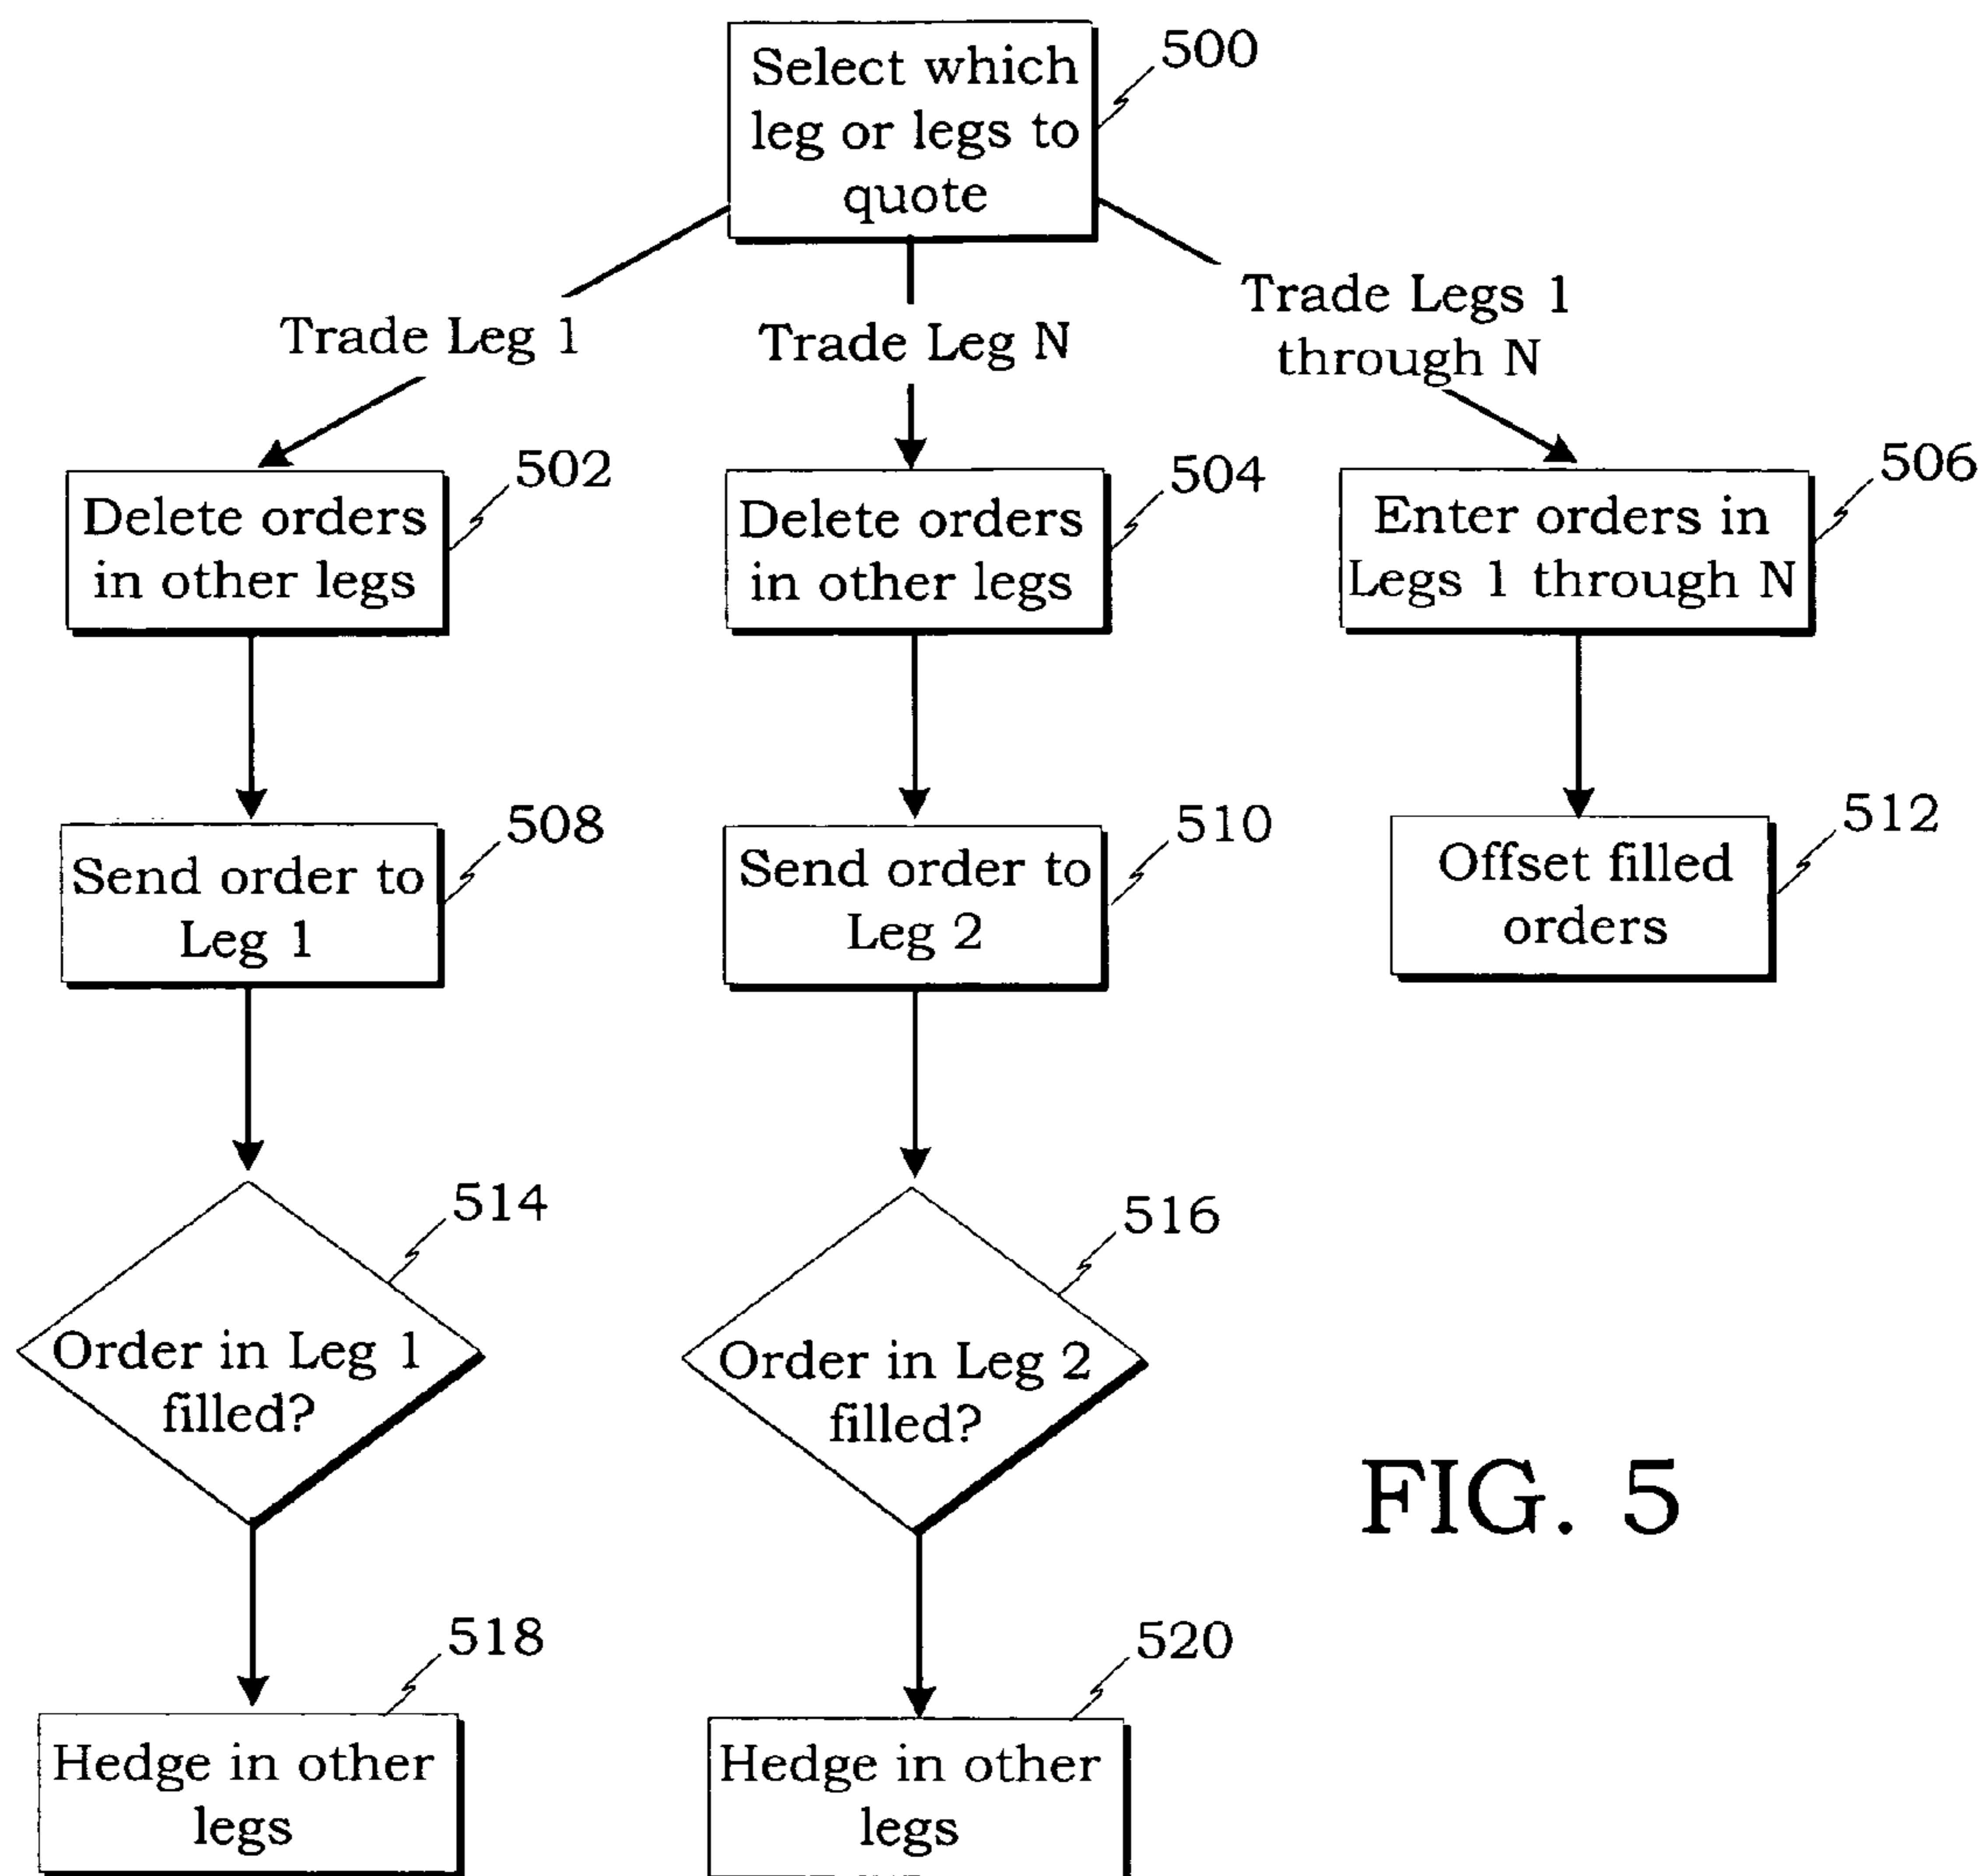 Select which
leg or legs to
quote
500
Trade Leg 1
Trade Leg N
Trade Legs 1
through N
Delete orders
in other legs
502
Delete orders
in other legs
504
Enter orders in
Legs 1 through N
506
Send order to
Leg 1
508
Send order to
Leg 2
510
Offset filled
orders
512
Order in Leg 1
filled?
514
Order in Leg 2
filled?
516
FIG. 5
Hedge in other
legs
518
Hedge in other
legs
520